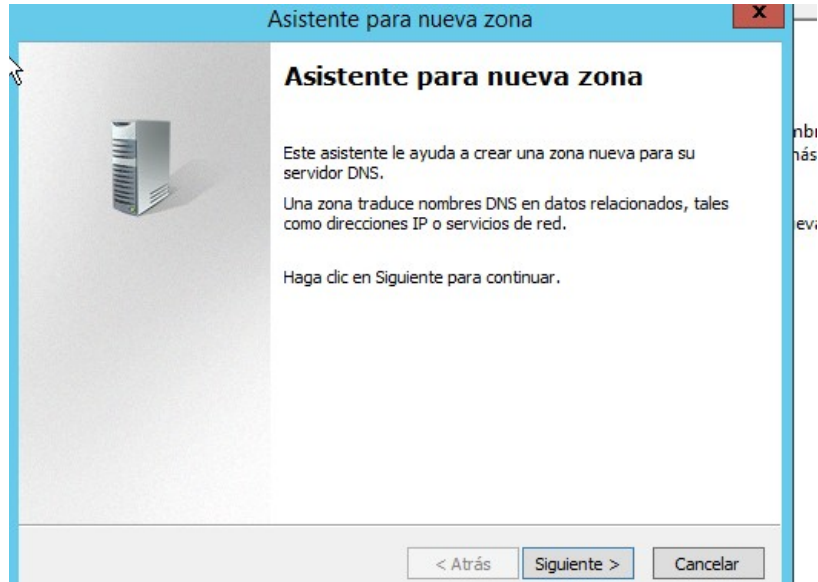 Asistente para nueva zona
x
Asistente para nueva zona
Este asistente le ayuda a crear una zona nueva para su
servidor DNS.
Una zona traduce nombres DNS en datos relacionados, tales
como direcciones IP o servicios de red.
Haga clic en Siguiente para continuar.
< Atrás
Siguiente >
Cancelar